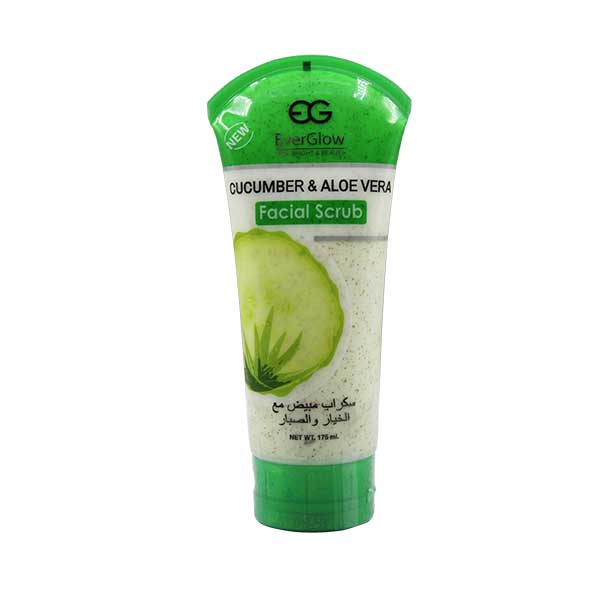 EG
EverGlow
NEW
CUCUMBER & ALOE VERA
Facial Scrub
سكراب مبيض مع
الخيار والصبار
NET WT. 175 ml.